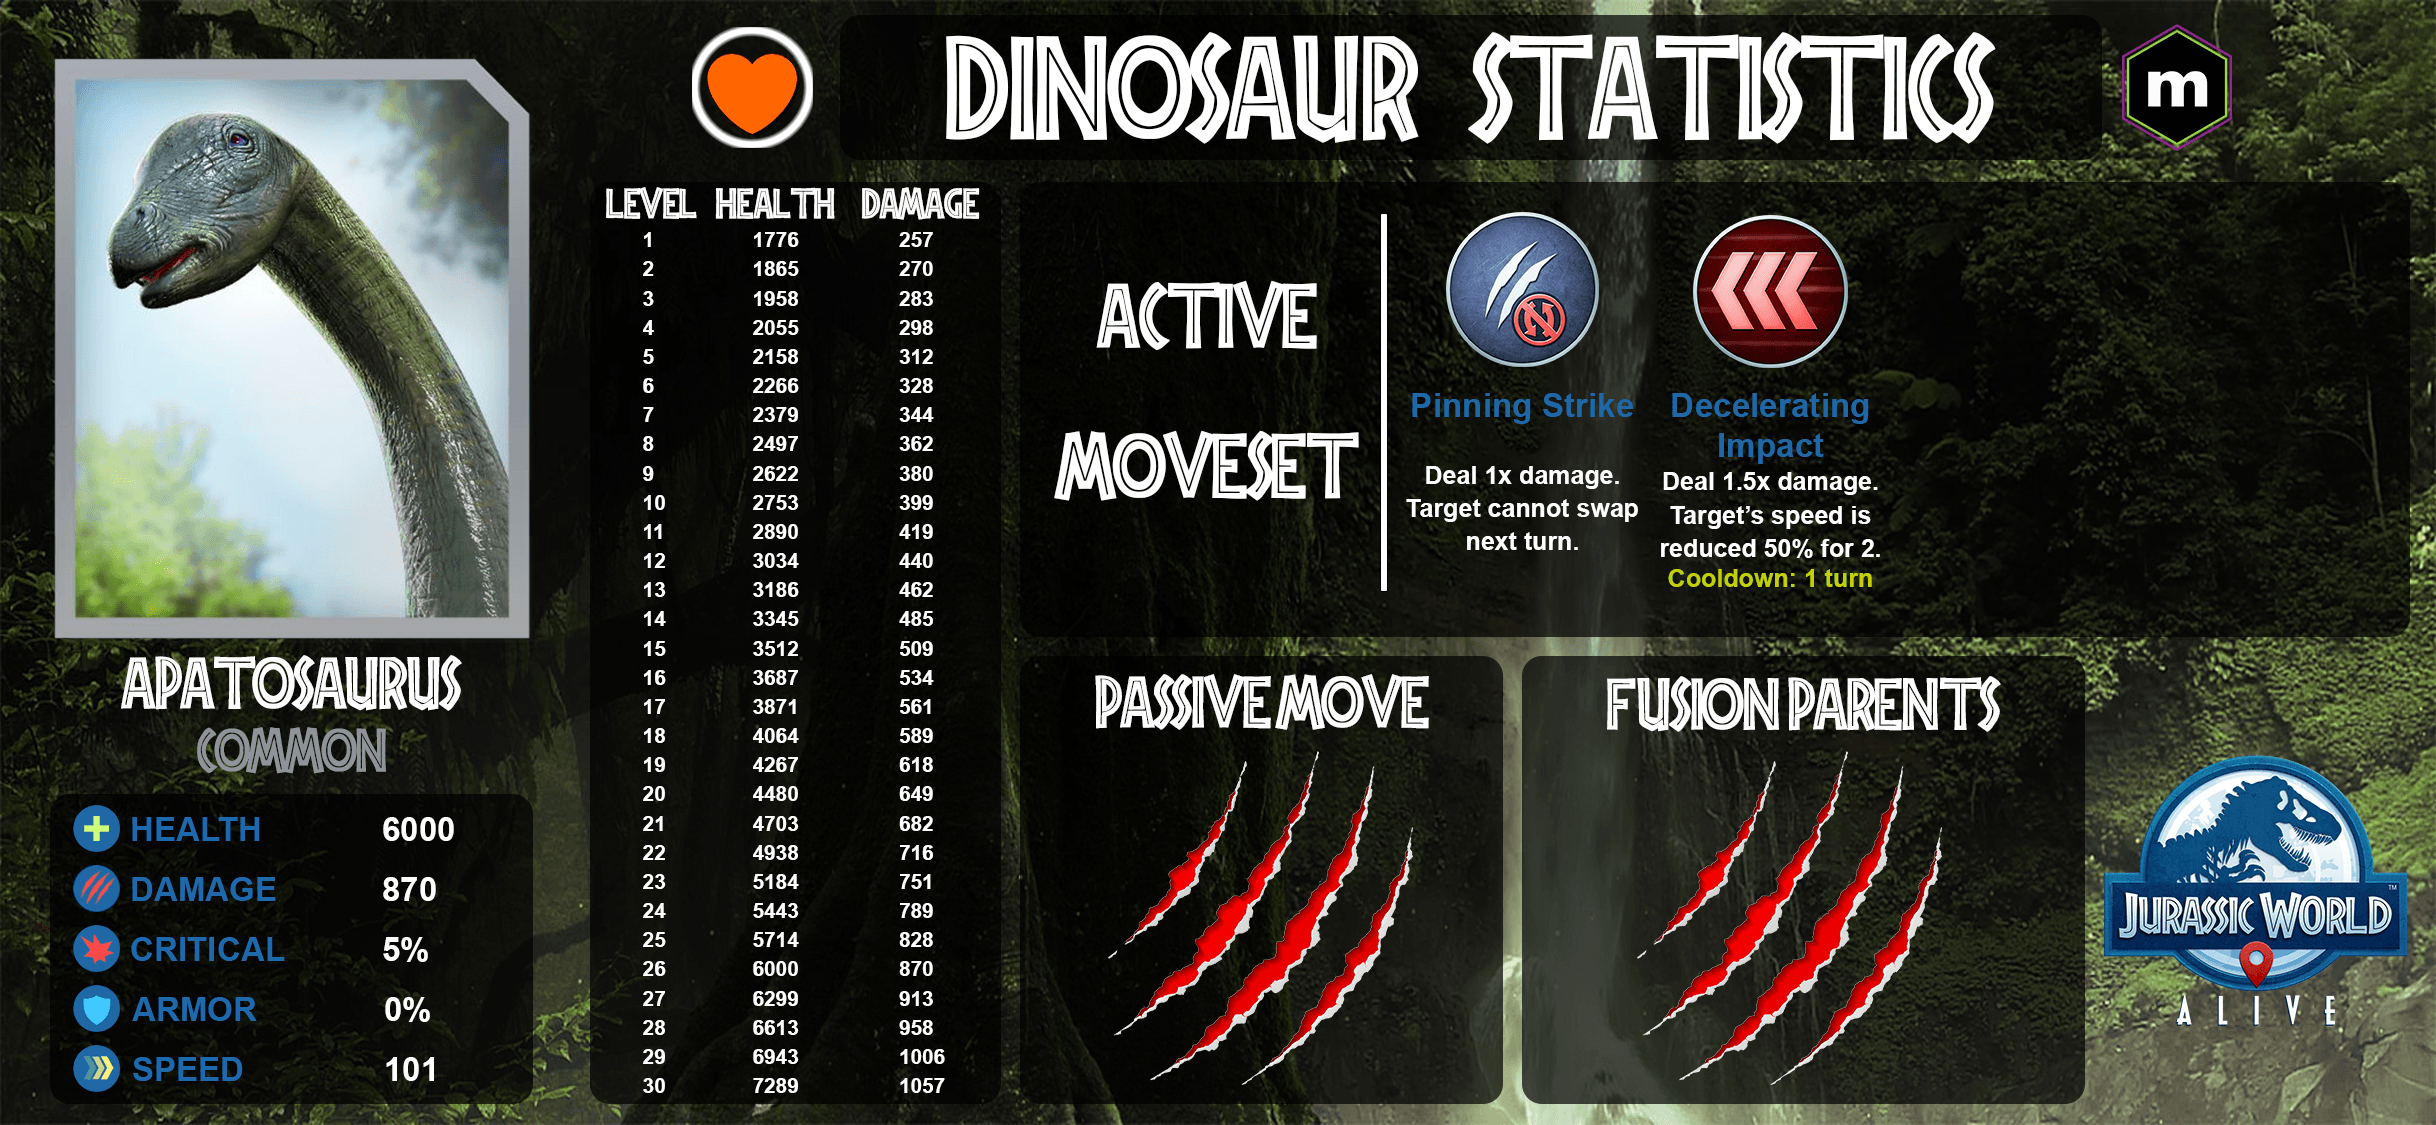 DINOSAUR STATISTICS
m
APATOSAURUS
COMMON
HEALTH 6000
DAMAGE 870
CRITICAL 5%
ARMOR 0%
SPEED 101
LEVEL HEALTH DAMAGE
1 1776 257
2 1865 270
3 1958 283
4 2055 298
5 2158 312
6 2266 328
7 2379 344
8 2497 362
9 2622 380
10 2753 399
11 2890 419
12 3034 440
13 3186 462
14 3345 485
15 3512 509
16 3687 534
17 3871 561
18 4064 589
19 4267 618
20 4480 649
21 4703 682
22 4938 716
23 5184 751
24 5443 789
25 5714 828
26 6000 870
27 6299 913
28 6613 958
29 6943 1006
30 7289 1057
ACTIVE
MOVESET
Pinning Strike
Deal 1x damage.
Target cannot swap
next turn.
Decelerating
Impact
Deal 1.5x damage.
Target’s speed is
reduced 50% for 2.
Cooldown: 1 turn
PASSIVE MOVE
FUSION PARENTS
JURASSIC WORLD™
ALIVE